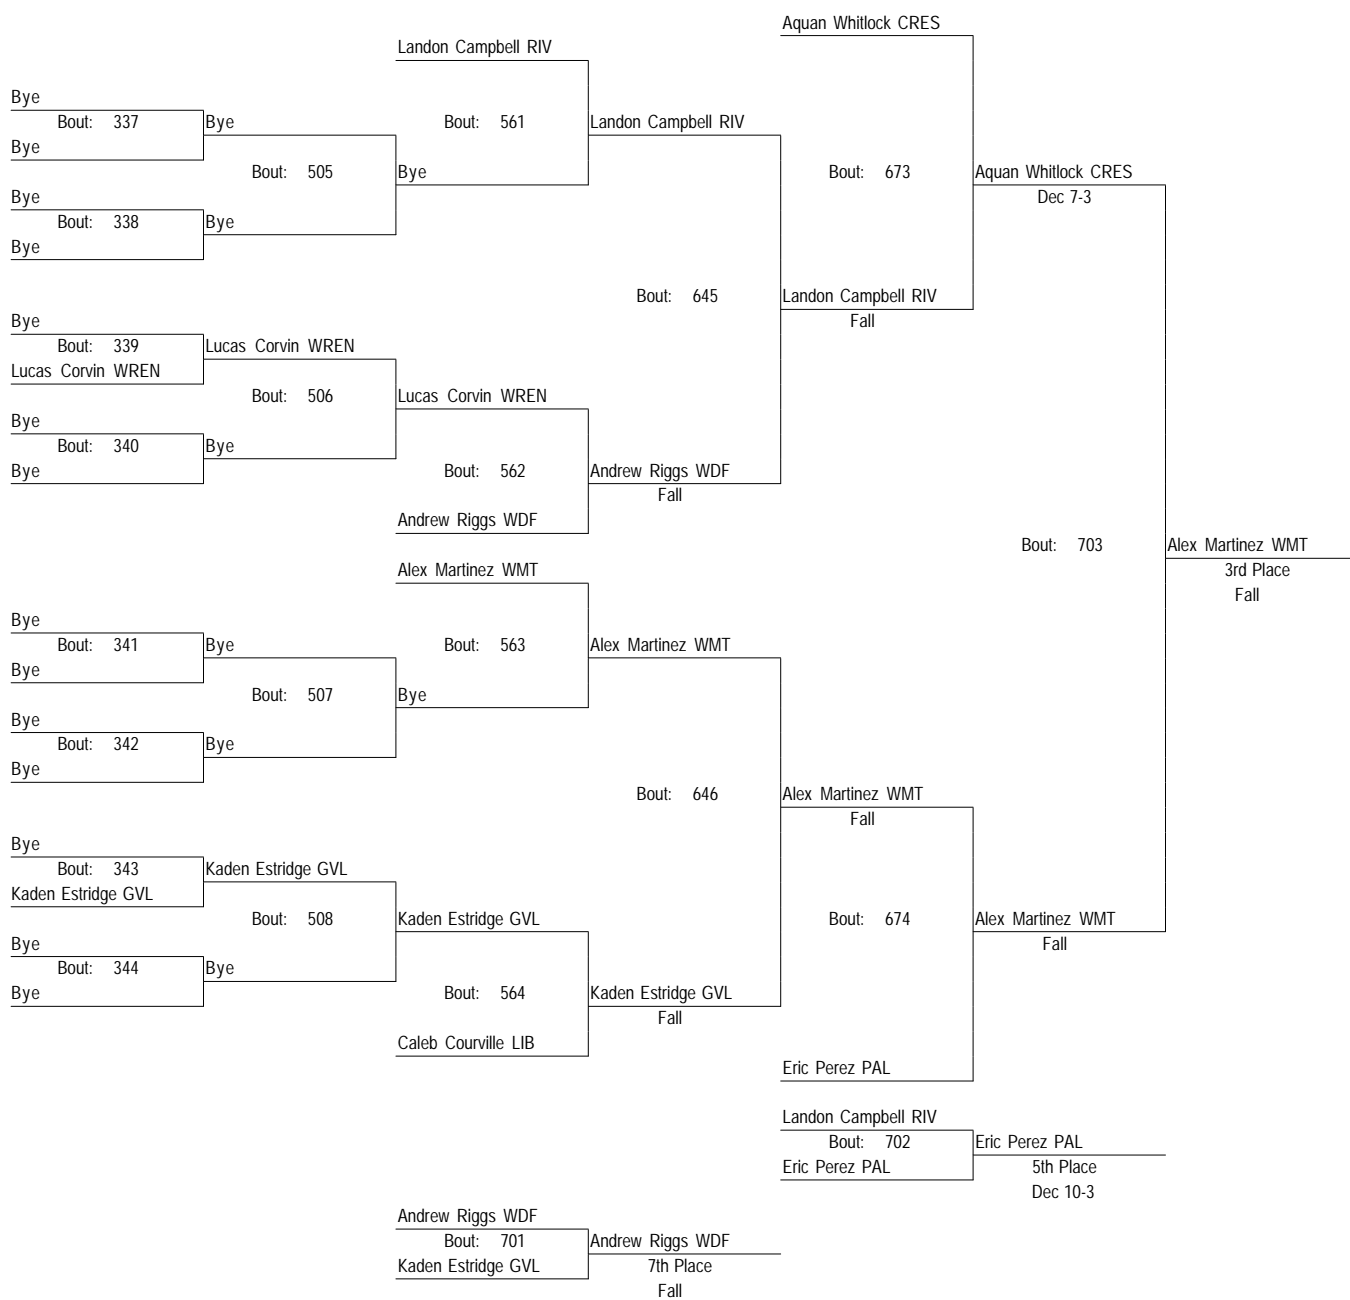 Aquan Whitlock CRES
Landon Campbell RIV
Bye
Bout: 337
Bye
Bout: 561
Landon Campbell RIV
Bye
Bout: 505
Bye
Bout: 673
Aquan Whitlock CRES
Dec 7-3
Bye
Bout: 338
Bye
Bye
Bout: 645
Landon Campbell RIV
Fall
Bye
Bout: 339
Lucas Corvin WREN
Lucas Corvin WREN
Bout: 506
Lucas Corvin WREN
Bye
Bout: 340
Bye
Bye
Bout: 562
Andrew Riggs WDF
Fall
Andrew Riggs WDF
Bout: 703
Alex Martinez WMT
3rd Place
Fall
Alex Martinez WMT
Bye
Bout: 341
Bye
Bout: 563
Alex Martinez WMT
Bye
Bout: 507
Bye
Bye
Bout: 342
Bye
Bye
Bout: 646
Alex Martinez WMT
Fall
Bye
Bout: 343
Kaden Estridge GVL
Kaden Estridge GVL
Bout: 508
Kaden Estridge GVL
Bout: 674
Alex Martinez WMT
Fall
Bye
Bout: 344
Bye
Bye
Bout: 564
Kaden Estridge GVL
Fall
Caleb Courville LIB
Eric Perez PAL
Landon Campbell RIV
Bout: 702
Eric Perez PAL
Eric Perez PAL
5th Place
Dec 10-3
Andrew Riggs WDF
Bout: 701
Andrew Riggs WDF
Kaden Estridge GVL
7th Place
Fall